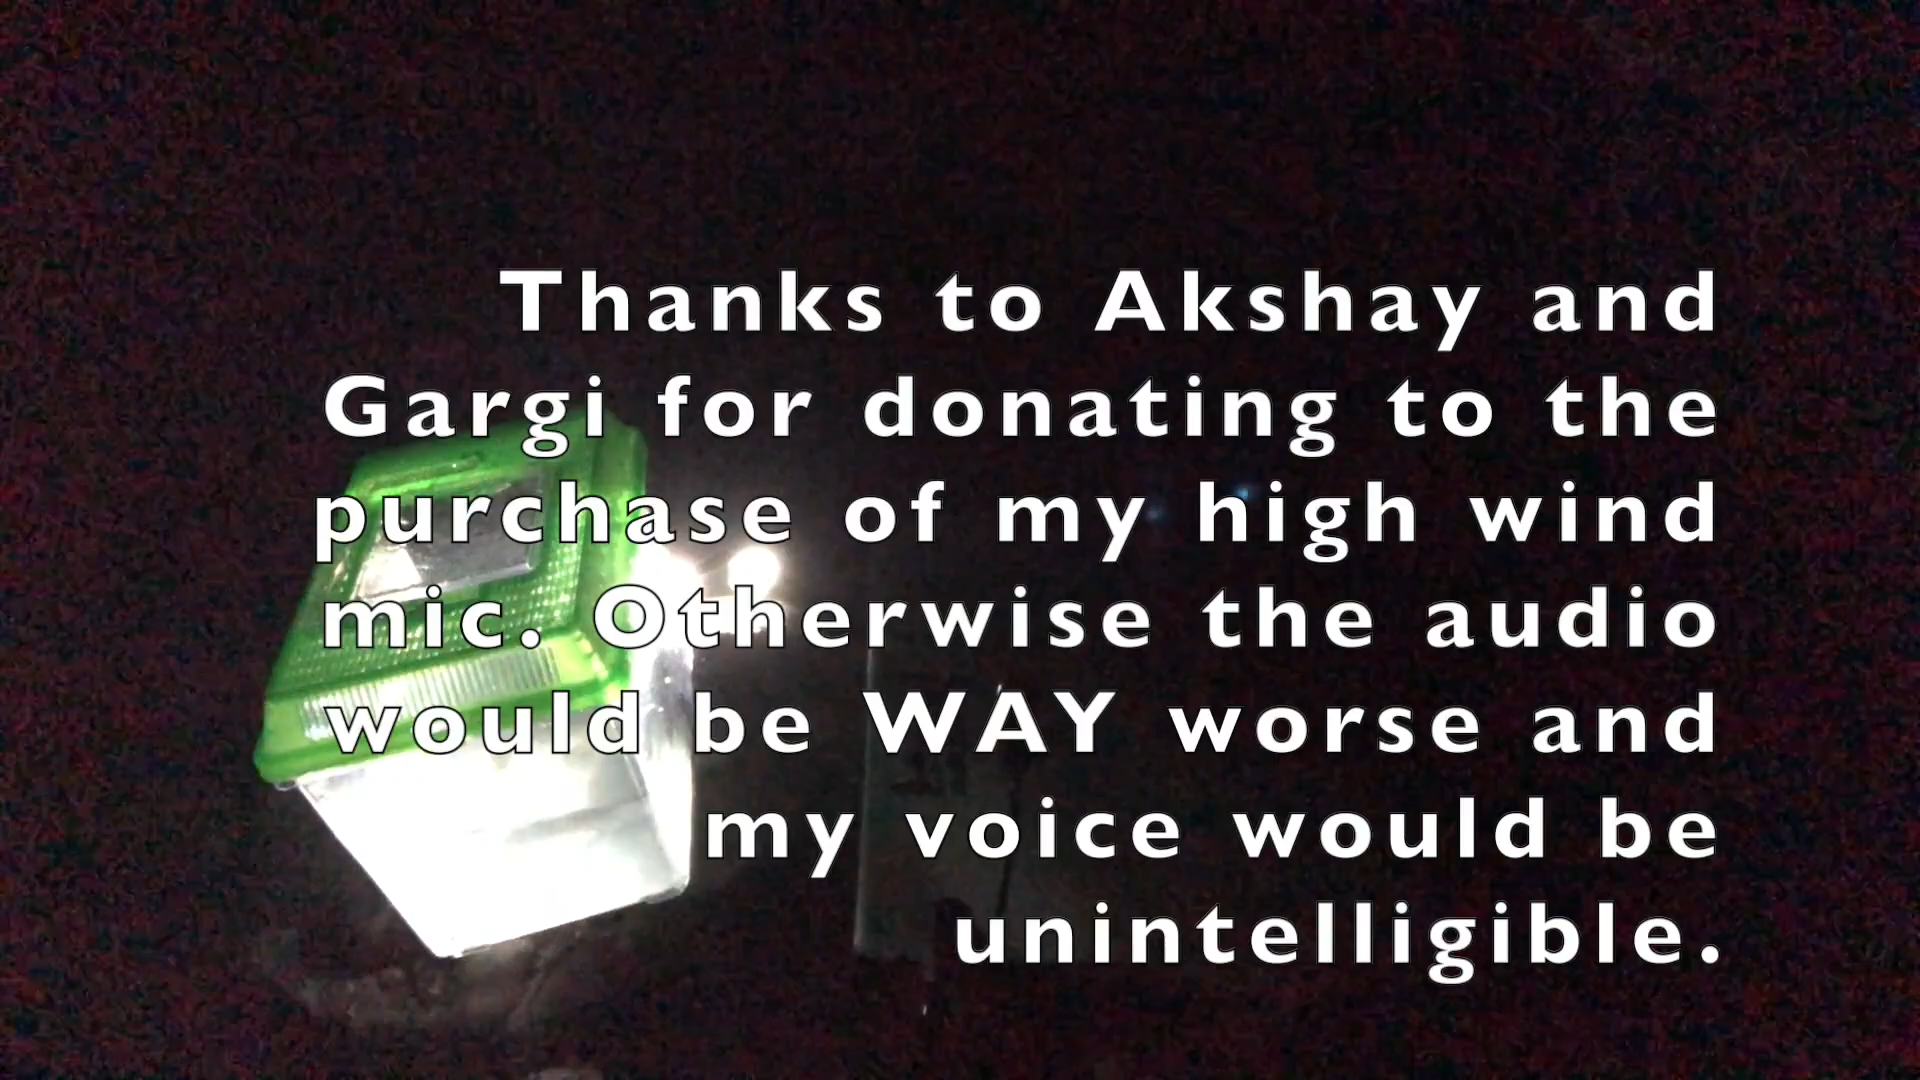 Thanks to Akshay and
Gargi for donating to the
purchase of my high wind
mic. Otherwise the audio
would be WAY worse and
my voice would be
unintelligible.